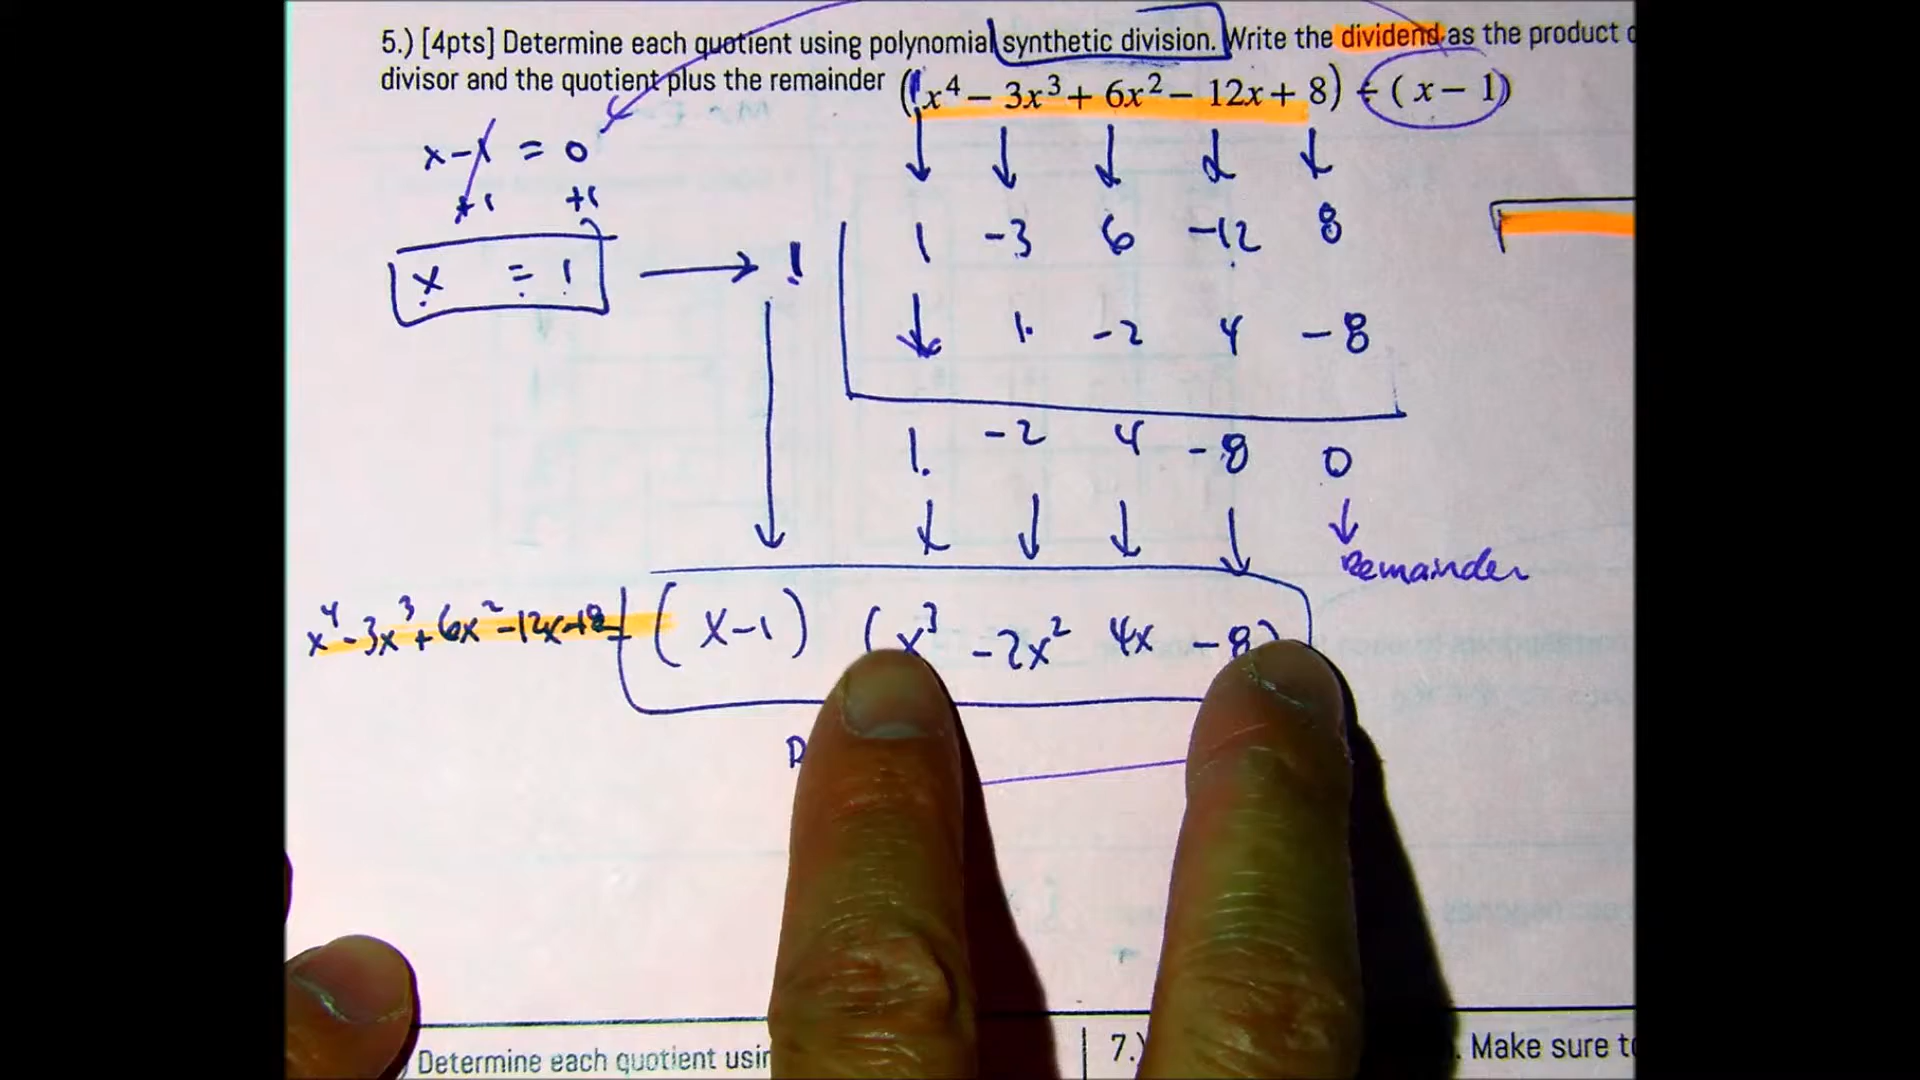 5.) [4pts] Determine each quotient using polynomial synthetic division. Write the dividend as the product
divisor and the quotient plus the remainder (1x⁴ − 3x³ + 6x² − 12x + 8) ÷ (x − 1)
x-1 = 0
+1 +1
x = 1 → 1
1 -3 6 -12 8
1 -2 4 -8
1 -2 4 -8 0
Remainder
x⁴-3x³+6x²-12x+8= (x-1) (x³ -2x² 4x -8)
Determine each quotient
7.) Make sure